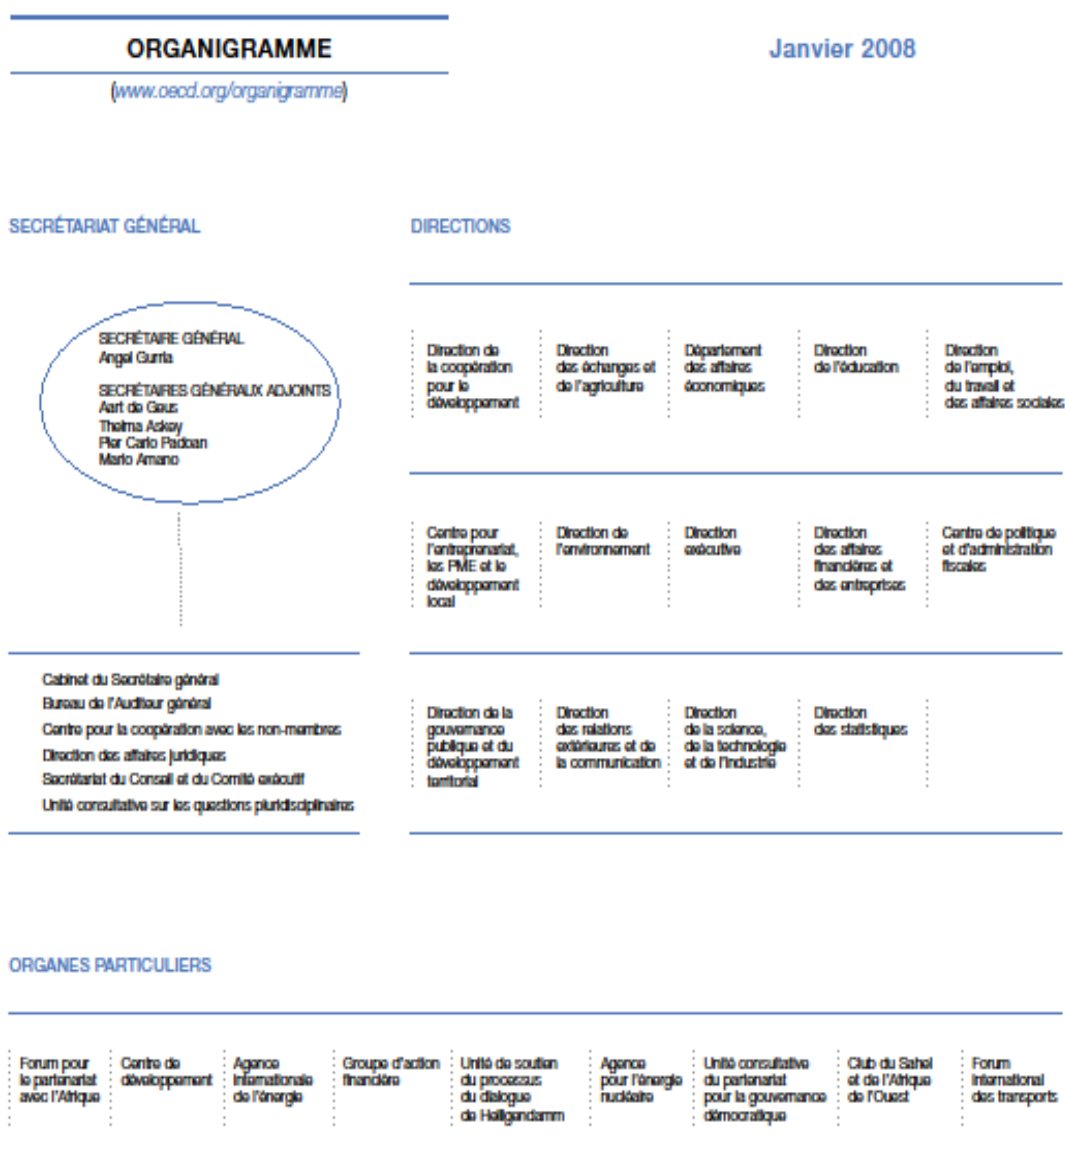 ORGANIGRAMME
Janvier 2008
(www.oecd.org/organigramme)
SECRÉTARIAT GÉNÉRAL
SECRÉTAIRE GÉNÉRAL
Angel Gurría
SECRÉTAIRES GÉNÉRAUX ADJOINTS
Aart de Geus
Thelma Askey
Pier Carlo Padoan
Mario Amano
Cabinet du Secrétaire général
Bureau de l'Auditeur général
Centre pour la coopération avec les non-membres
Direction des affaires juridiques
Secrétariat du Conseil et du Comité exécutif
Unité consultative sur les questions pluridisciplinaires
DIRECTIONS
Direction de
la coopération
pour le
développement
Direction
des échanges et
de l'agriculture
Département
des affaires
économiques
Direction
de l'éducation
Direction
de l'emploi,
du travail et
des affaires sociales
Centre pour
l'entreprenariat,
les PME et le
développement
local
Direction de
l'environnement
Direction
exécutive
Direction
des affaires
financières et
des entreprises
Centre de politique
et d'administration
fiscales
Direction de la
gouvernance
publique et du
développement
territorial
Direction
des relations
extérieures et de
la communication
Direction
de la science,
de la technologie
et de l'industrie
Direction
des statistiques
ORGANES PARTICULIERS
Forum pour
le partenariat
avec l'Afrique
Centre de
développement
Agence
internationale
de l'énergie
Groupe d'action
financière
Unité de soutien
du processus
du dialogue
de Heiligendamm
Agence
pour l'énergie
nucléaire
Unité consultative
du partenariat
pour la gouvernance
démocratique
Club du Sahel
et de l'Afrique
de l'Ouest
Forum
international
des transports